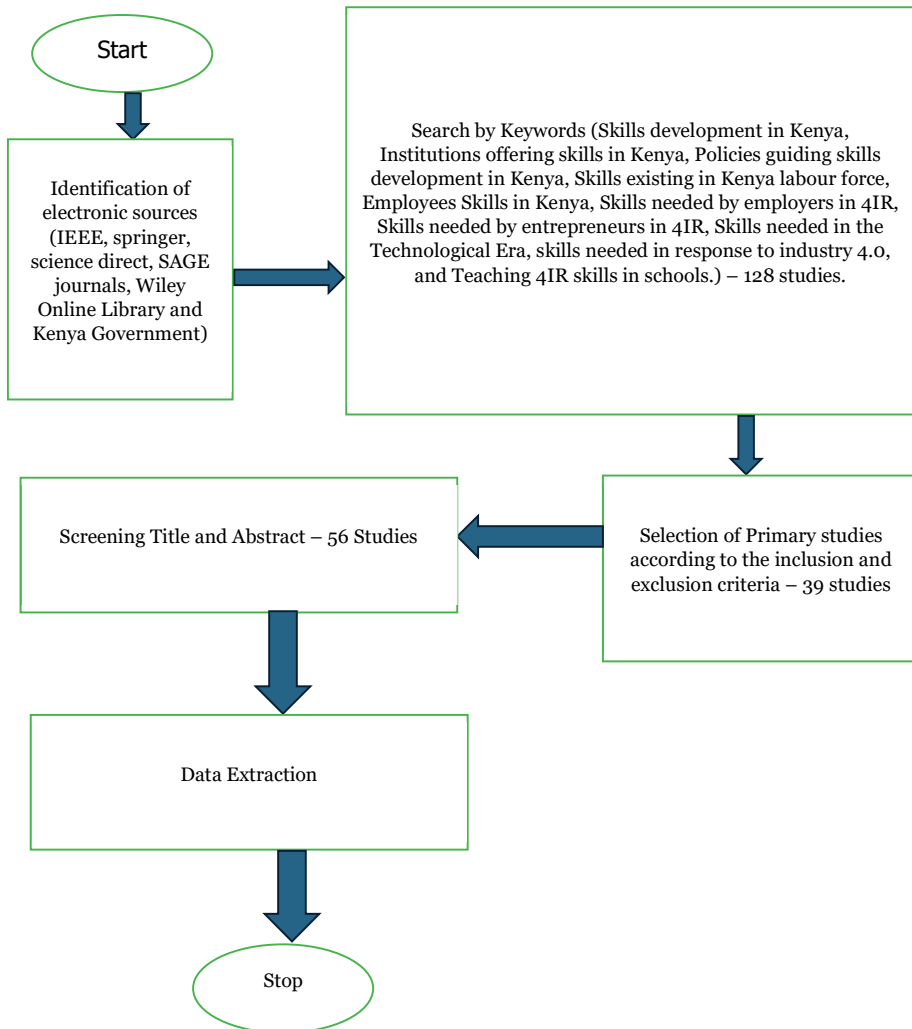 Start
Identification of
electronic sources
(IEEE, springer,
science direct, SAGE
journals, Wiley
Online Library and
Kenya Government)
Search by Keywords (Skills development in Kenya,
Institutions offering skills in Kenya, Policies guiding skills
development in Kenya, Skills existing in Kenya labour force,
Employees Skills in Kenya, Skills needed by employers in 4IR,
Skills needed by entrepreneurs in 4IR, Skills needed in the
Technological Era, skills needed in response to industry 4.0,
and Teaching 4IR skills in schools.) – 128 studies.
Selection of Primary studies
according to the inclusion and
exclusion criteria – 39 studies
Screening Title and Abstract – 56 Studies
Data Extraction
Stop